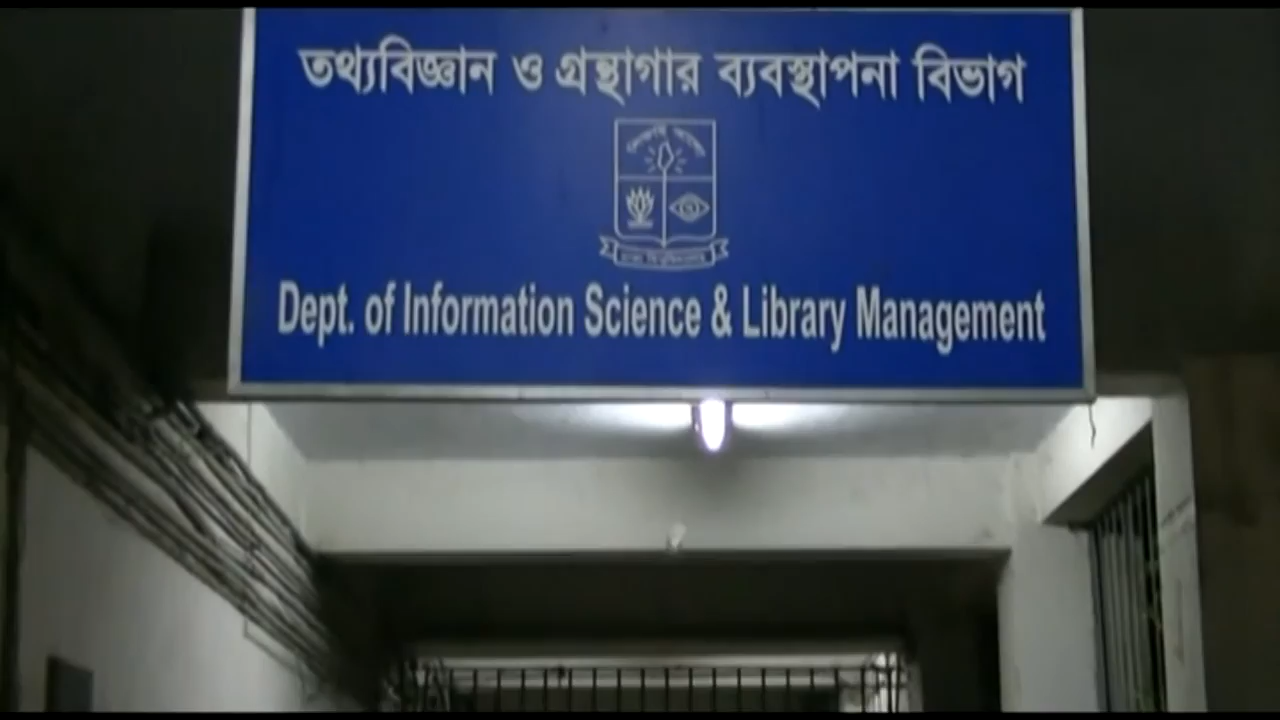 তথ্যবিজ্ঞান ও গ্রন্থাগার ব্যবস্থাপনা বিভাগ
Dept. of Information Science & Library Management